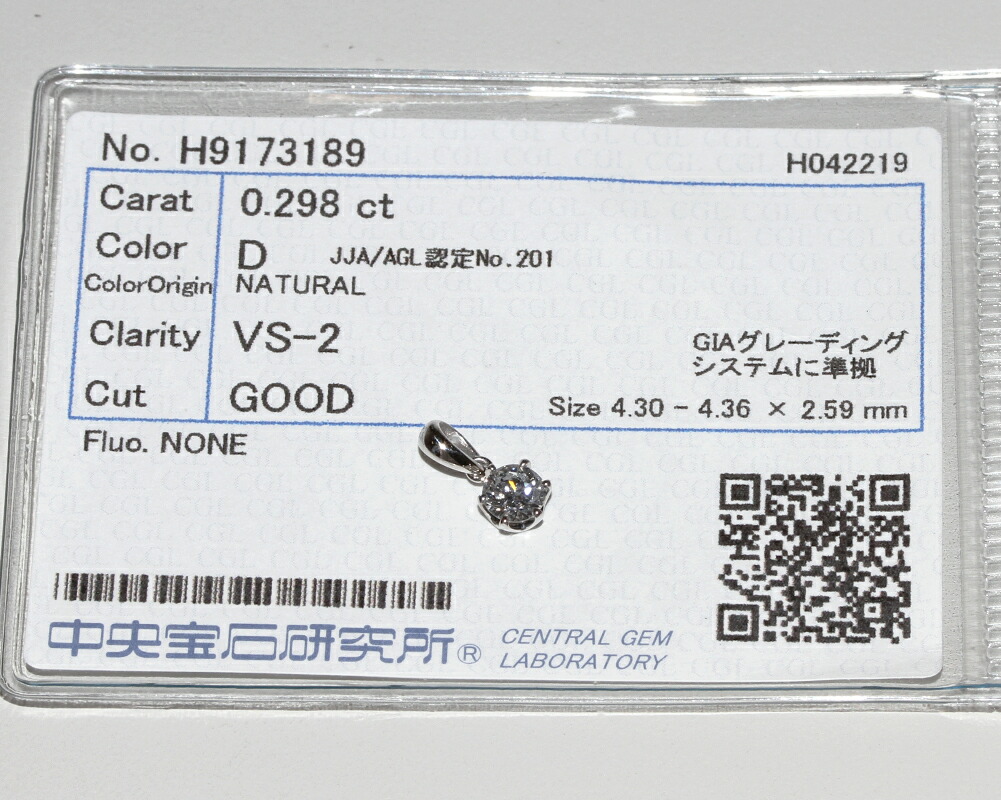 No. H9173189
H042219
Carat 0.298 ct
Color D JJA/AGL認定No.201
ColorOrigin NATURAL
Clarity VS-2
GIAグレーディング
システムに準拠
Cut GOOD
Size 4.30 - 4.36 × 2.59 mm
Fluo. NONE
中央宝石研究所® CENTRAL GEM
LABORATORY